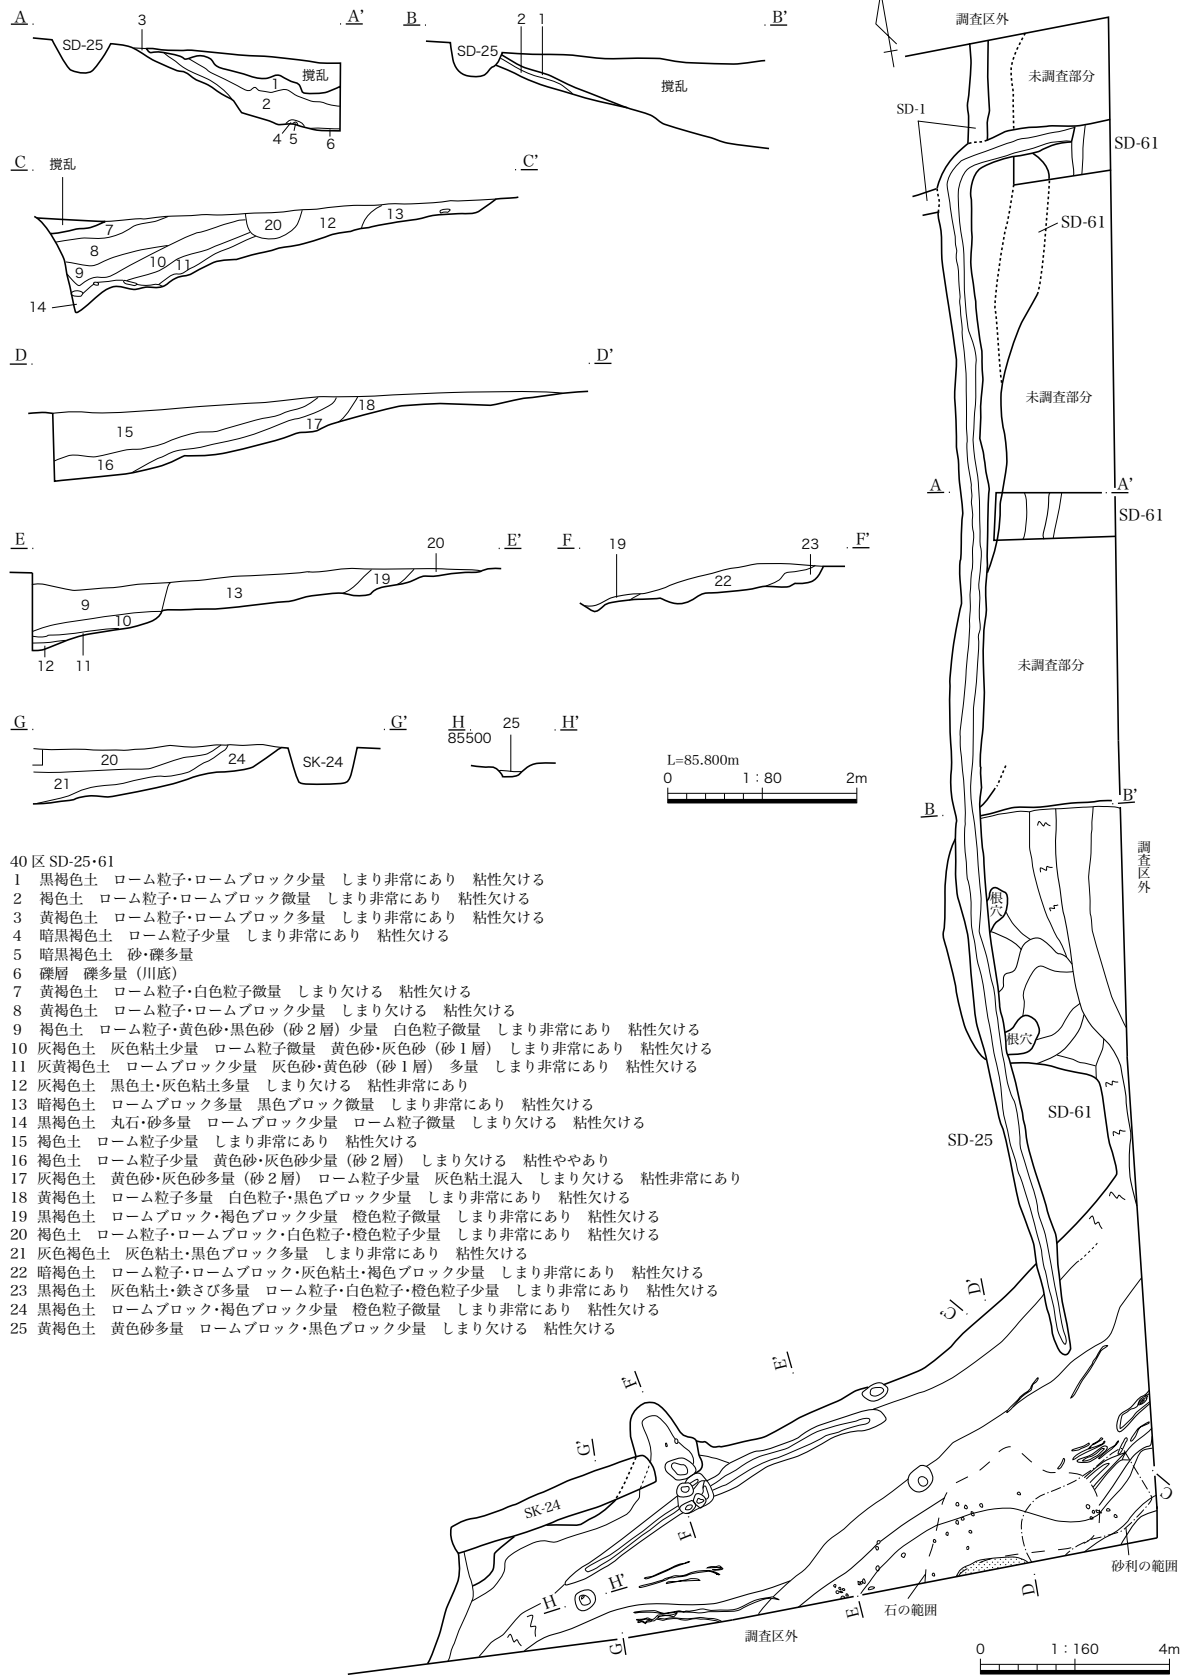 A
A’
3
SD-25
撹乱
1
2
4
5
6
B
B’
2
1
SD-25
撹乱
C
C’
撹乱
7
8
9
10
11
12
13
14
20
D
D’
15
16
17
18
E
E’
20
9
10
11
12
13
19
F
F’
19
22
23
G
G’
20
21
24
SK-24
H
H’
25
85500
L=85.800m
0 1：80 2m
40 区 SD-25･61
1 黒褐色土 ローム粒子･ロームブロック少量 しまり非常にあり 粘性欠ける
2 褐色土 ローム粒子･ロームブロック微量 しまり非常にあり 粘性欠ける
3 黄褐色土 ローム粒子･ロームブロック多量 しまり非常にあり 粘性欠ける
4 暗黒褐色土 ローム粒子少量 しまり非常にあり 粘性欠ける
5 暗黒褐色土 砂･礫多量
6 礫層 礫多量（川底）
7 黄褐色土 ローム粒子･白色粒子微量 しまり欠ける 粘性欠ける
8 黄褐色土 ローム粒子･ロームブロック少量 しまり欠ける 粘性欠ける
9 褐色土 ローム粒子･黄色砂･黒色砂（砂２層）少量 白色粒子微量 しまり非常にあり 粘性欠ける
10 灰褐色土 灰色粘土少量 ローム粒子微量 黄色砂･灰色砂（砂１層） しまり非常にあり 粘性欠ける
11 灰黄褐色土 ロームブロック少量 灰色砂･黄色砂（砂１層） 多量 しまり非常にあり 粘性欠ける
12 灰褐色土 黒色土･灰色粘土多量 しまり欠ける 粘性非常にあり
13 暗褐色土 ロームブロック多量 黒色ブロック微量 しまり非常にあり 粘性欠ける
14 黒褐色土 丸石･砂多量 ロームブロック少量 ローム粒子微量 しまり欠ける 粘性欠ける
15 褐色土 ローム粒子少量 しまり非常にあり 粘性欠ける
16 褐色土 ローム粒子少量 黄色砂･灰色砂少量（砂２層） しまり欠ける 粘性ややあり
17 灰褐色土 黄色砂･灰色砂多量（砂２層） ローム粒子少量 灰色粘土混入 しまり欠ける 粘性非常にあり
18 黄褐色土 ローム粒子多量 白色粒子･黒色ブロック少量 しまり非常にあり 粘性欠ける
19 黒褐色土 ロームブロック･褐色ブロック少量 橙色粒子微量 しまり非常にあり 粘性欠ける
20 褐色土 ローム粒子･ロームブロック･白色粒子･橙色粒子少量 しまり非常にあり 粘性欠ける
21 灰色褐色土 灰色粘土･黒色ブロック多量 しまり非常にあり 粘性欠ける
22 暗褐色土 ローム粒子･ロームブロック･灰色粘土･褐色ブロック少量 しまり非常にあり 粘性欠ける
23 黒褐色土 灰色粘土･鉄さび多量 ローム粒子･白色粒子･橙色粒子少量 しまり非常にあり 粘性欠ける
24 黒褐色土 ロームブロック･褐色ブロック少量 橙色粒子微量 しまり非常にあり 粘性欠ける
25 黄褐色土 黄色砂多量 ロームブロック･黒色ブロック少量 しまり欠ける 粘性欠ける
調査区外
未調査部分
SD-1
SD-61
SD-61
未調査部分
A
A’
SD-61
未調査部分
B
B’
調査区外
根穴
根穴
SD-61
SD-25
C’
D’
E’
F’
G’
SK-24
F
H
H’
G
E
D
C
砂利の範囲
石の範囲
調査区外
0 1：160 4m